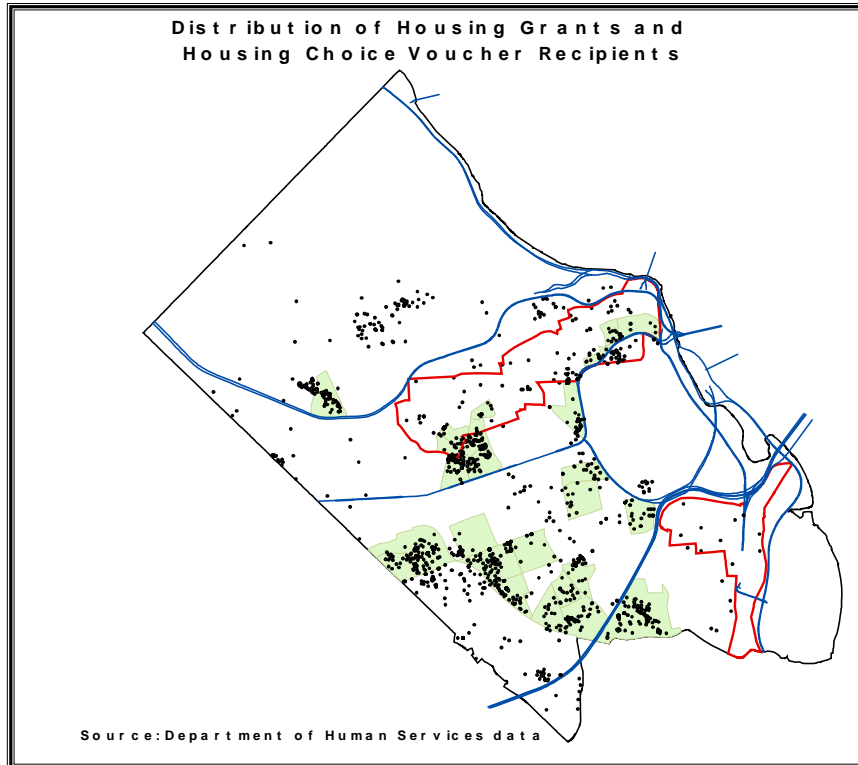 Distribution of Housing Grants and
Housing Choice Voucher Recipients
Source:Department of Human Services data